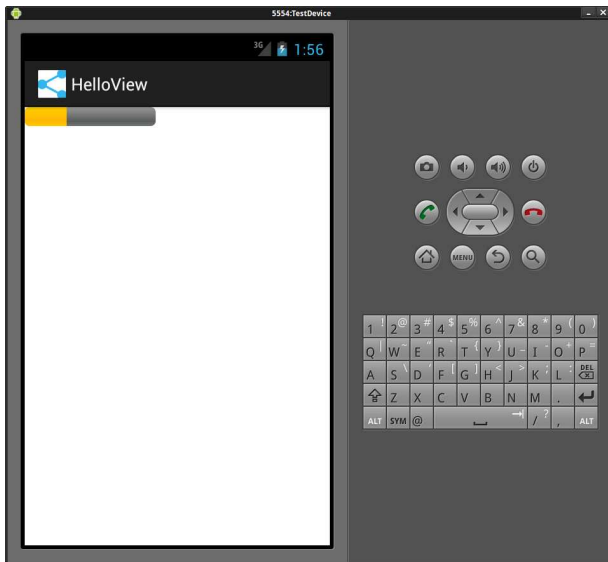 5554:TestDevice
3G 1:56
HelloView
MENU
1 ! 2 @ 3 # 4 $ 5 % 6 ^ 7 & 8 * 9 ( 0 )
Q | W ~ E " R ` T { Y } U _ I - O + P =
A S \ D ' F [ G ] H < J > K ; L : DEL
Z X C V B N M .
ALT SYM @ / ? , ALT